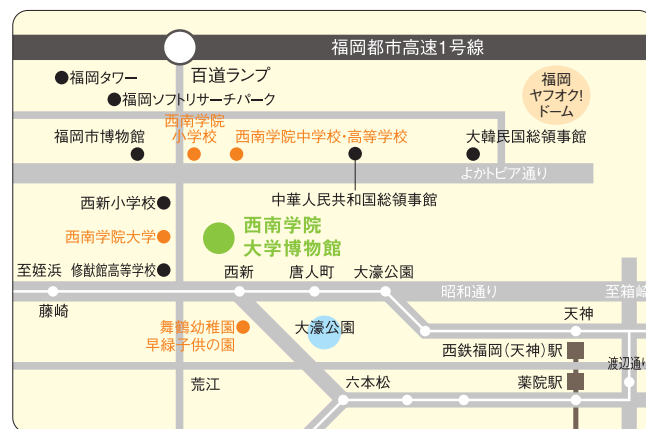 福岡都市高速1号線
百道ランプ
福岡タワー
福岡ソフトリサーチパーク
福岡
ヤフオク!
ドーム
福岡市博物館
西南学院
小学校
西南学院中学校・高等学校
大韓民国総領事館
よかトピア通り
中華人民共和国総領事館
西新小学校
西南学院大学
西南学院
大学博物館
至姪浜
修猷館高等学校
西新
唐人町
大濠公園
昭和通り
至箱崎
藤崎
天神
舞鶴幼稚園
早緑子供の園
大濠公園
西鉄福岡(天神)駅
渡辺通り
荒江
六本松
薬院駅